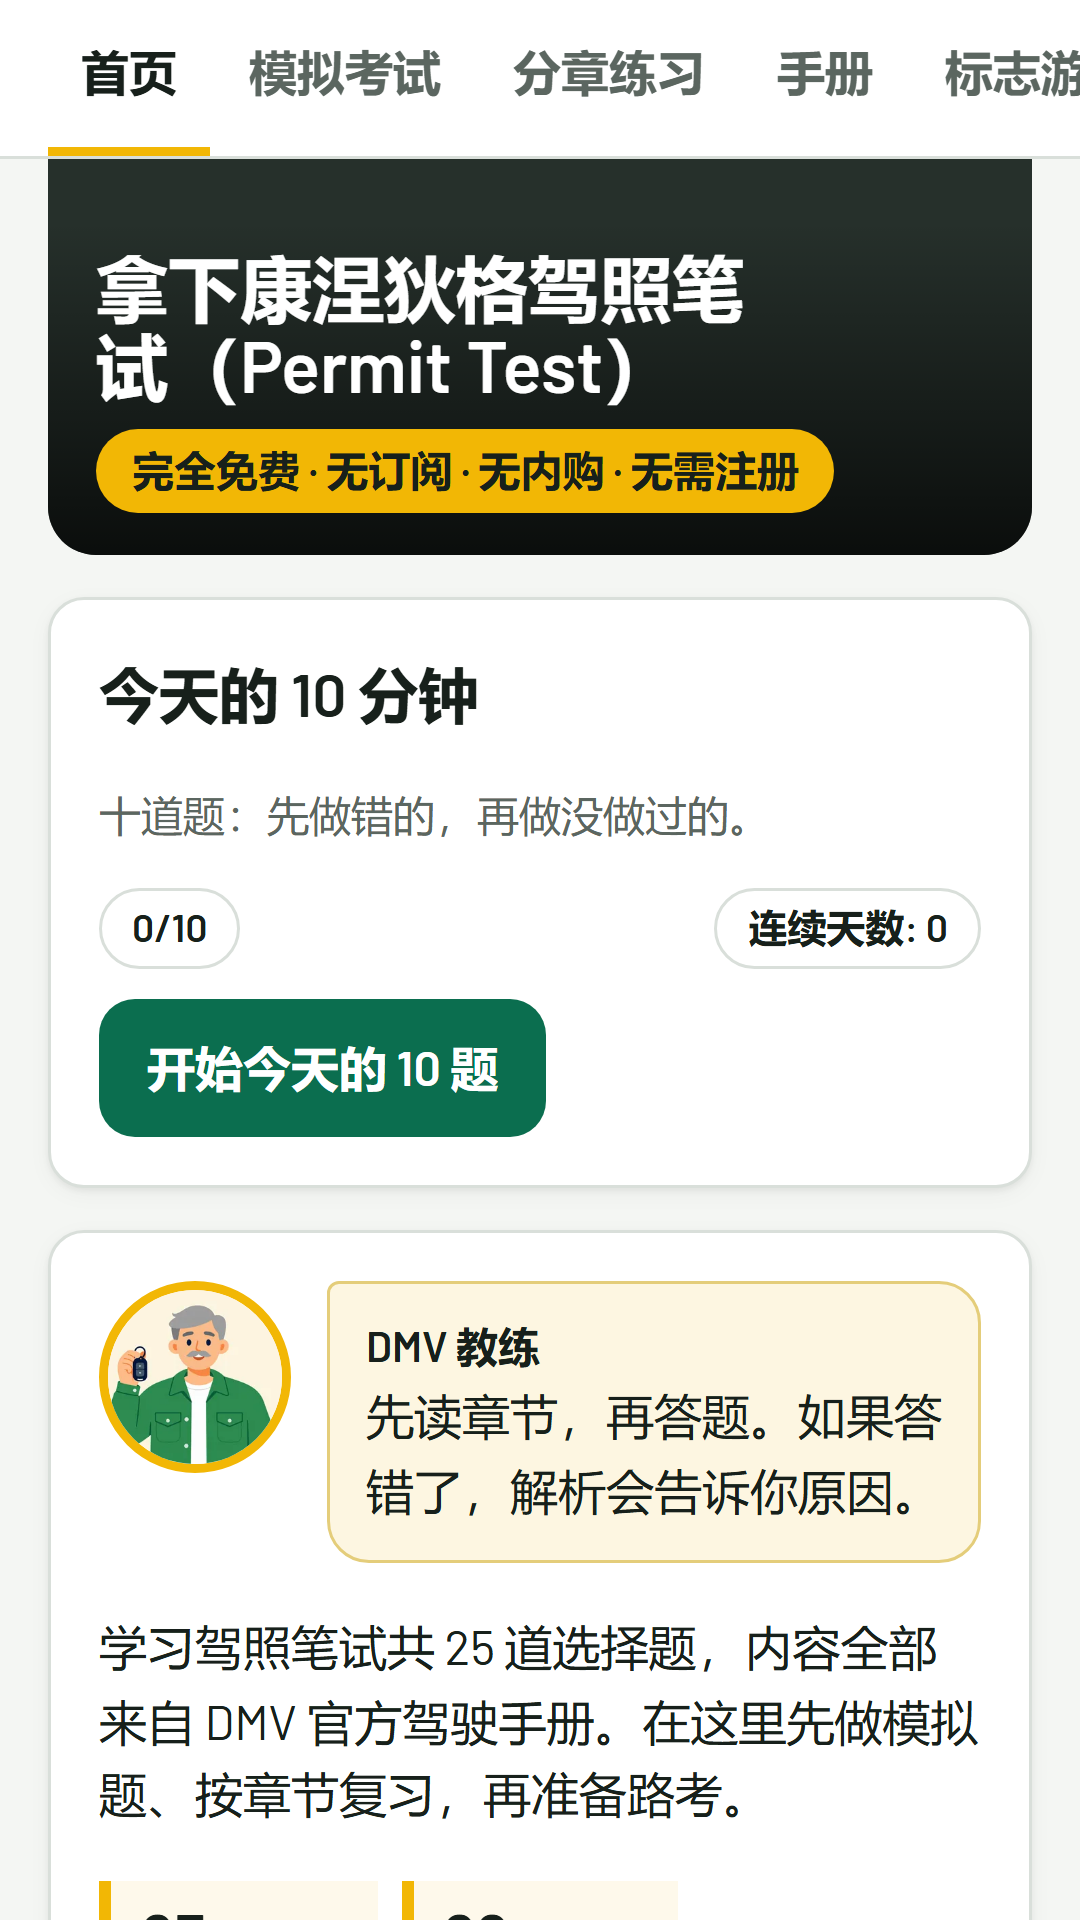 首页 模拟考试 分章练习 手册 标志游
拿下康涅狄格驾照笔
试（Permit Test）
完全免费 · 无订阅 · 无内购 · 无需注册
今天的 10 分钟
十道题：先做错的，再做没做过的。
0/10
连续天数: 0
开始今天的 10 题
DMV 教练
先读章节，再答题。如果答
错了，解析会告诉你原因。
学习驾照笔试共 25 道选择题，内容全部
来自 DMV 官方驾驶手册。在这里先做模拟
题、按章节复习，再准备路考。